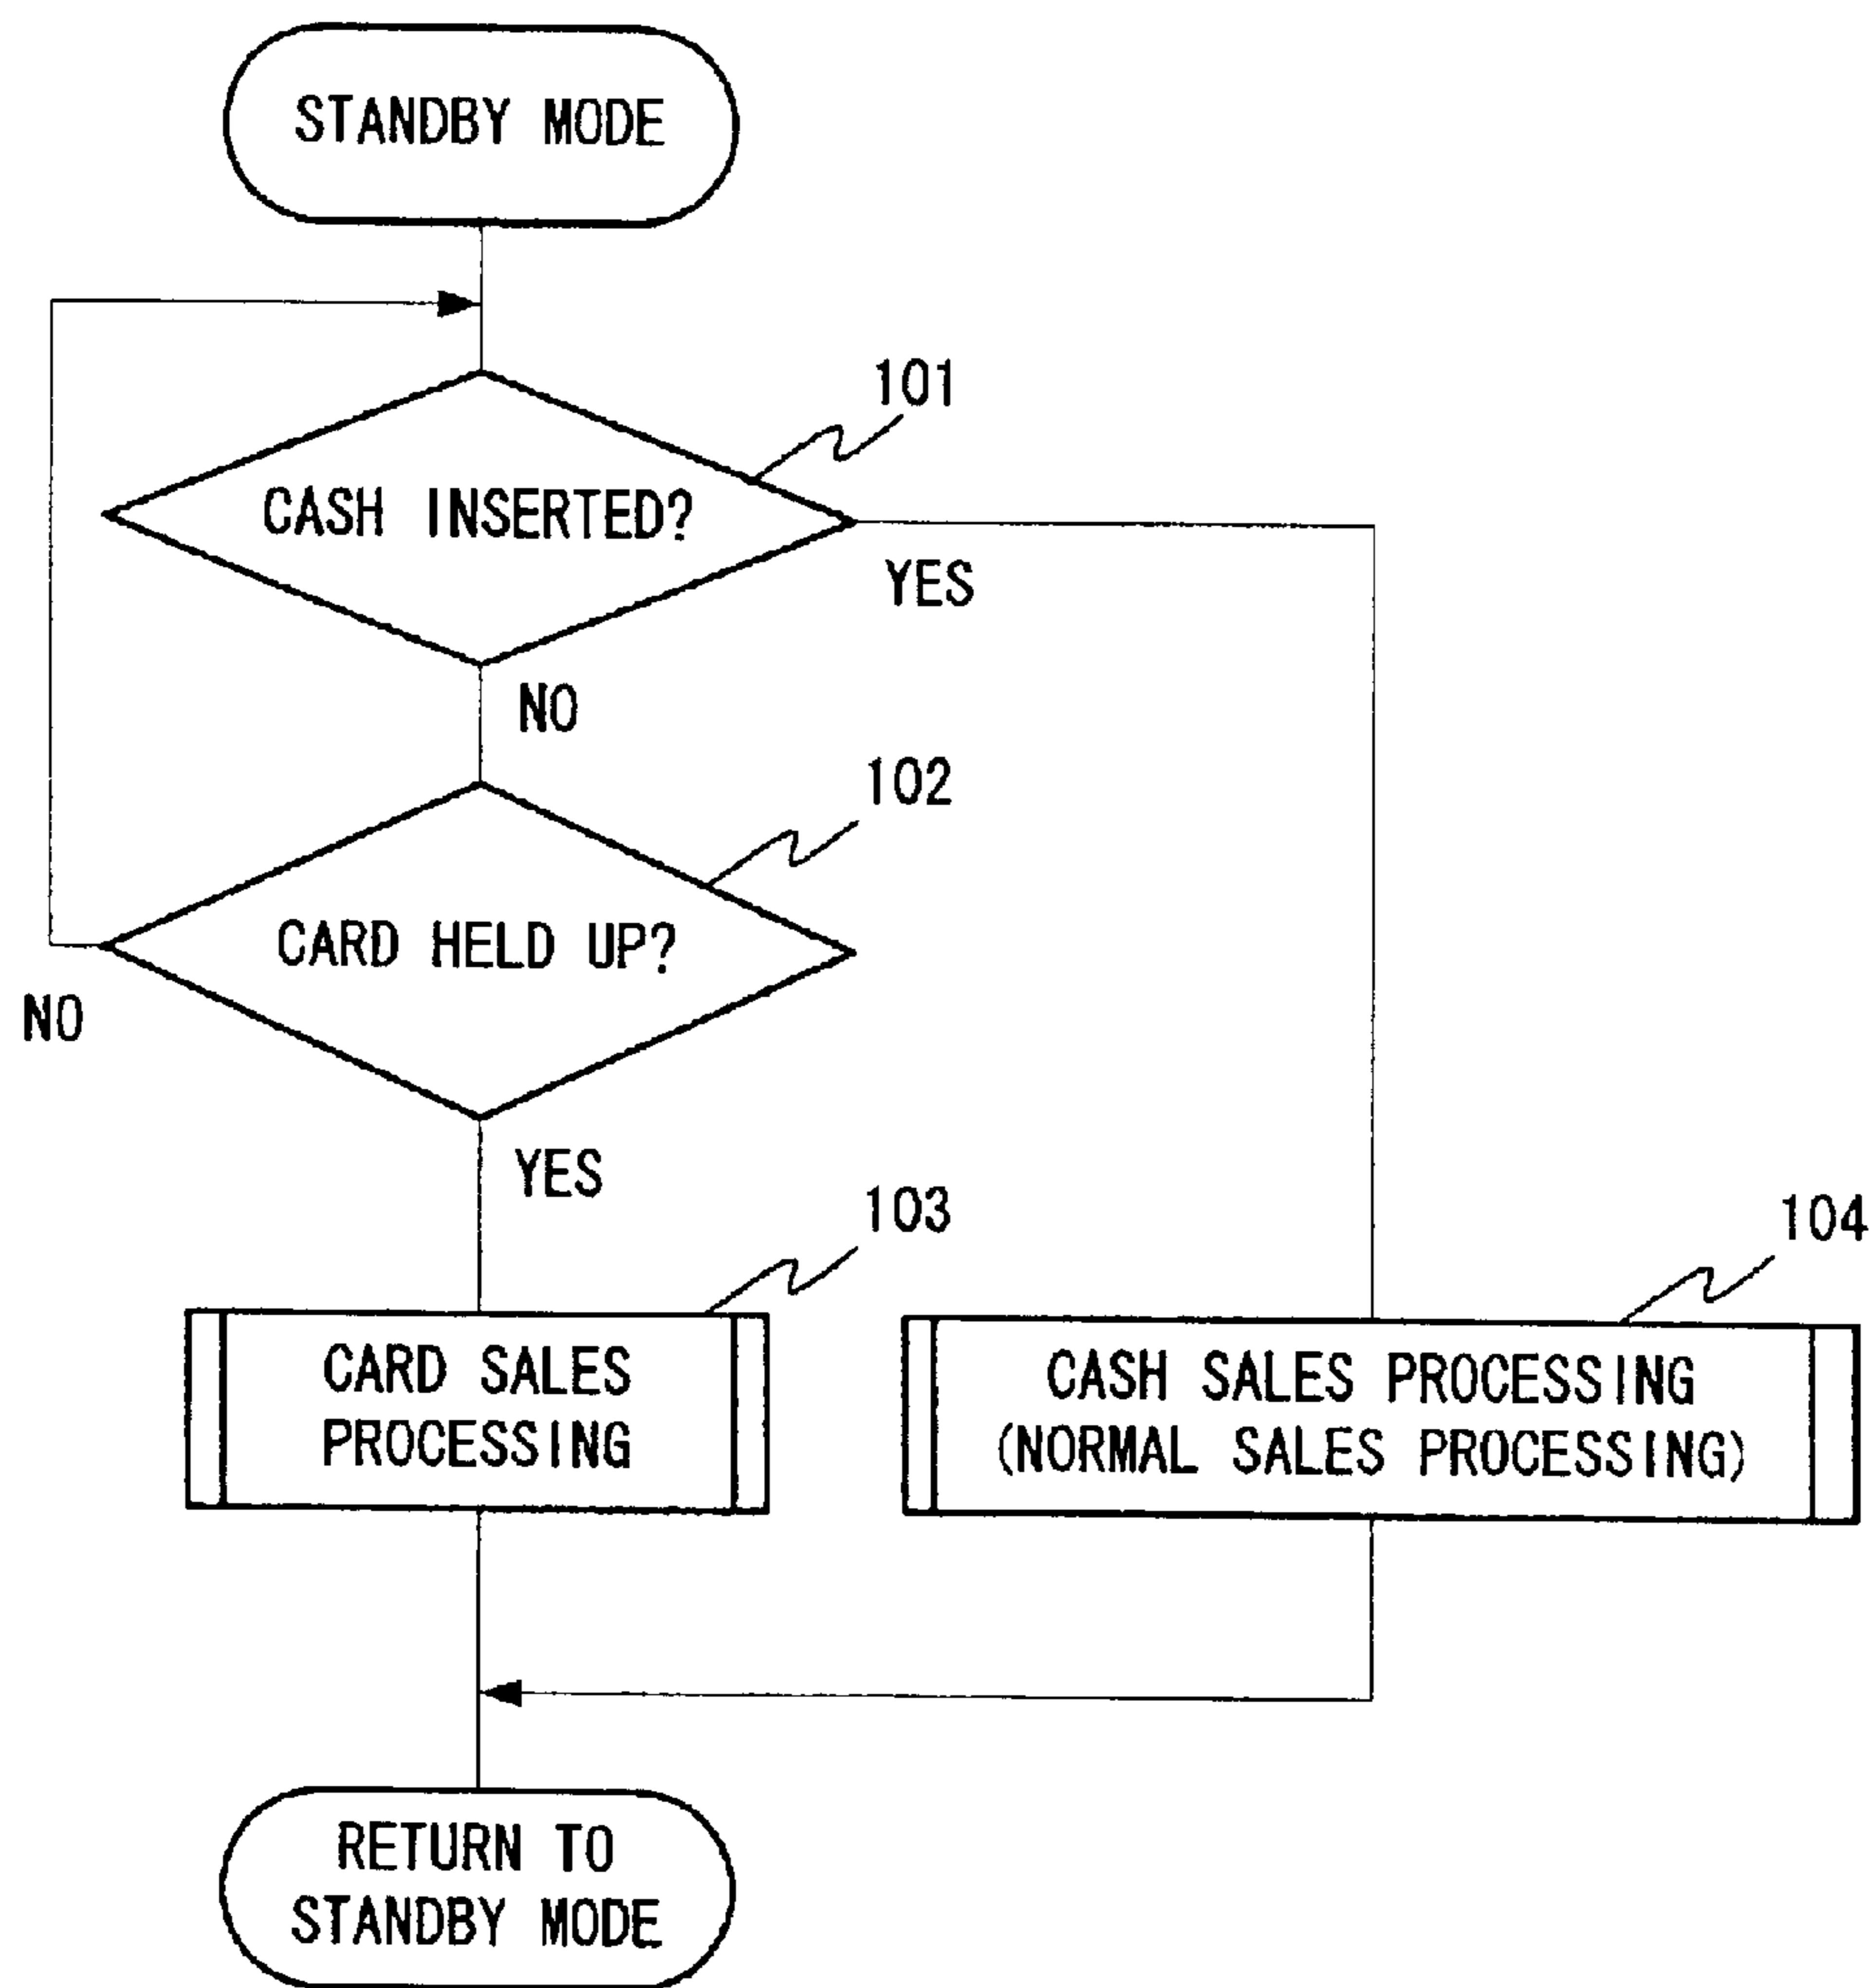 STANDBY MODE
101
CASH INSERTED?
YES
NO
102
CARD HELD UP?
NO
YES
103
104
CARD SALES
PROCESSING
CASH SALES PROCESSING
(NORMAL SALES PROCESSING)
RETURN TO
STANDBY MODE